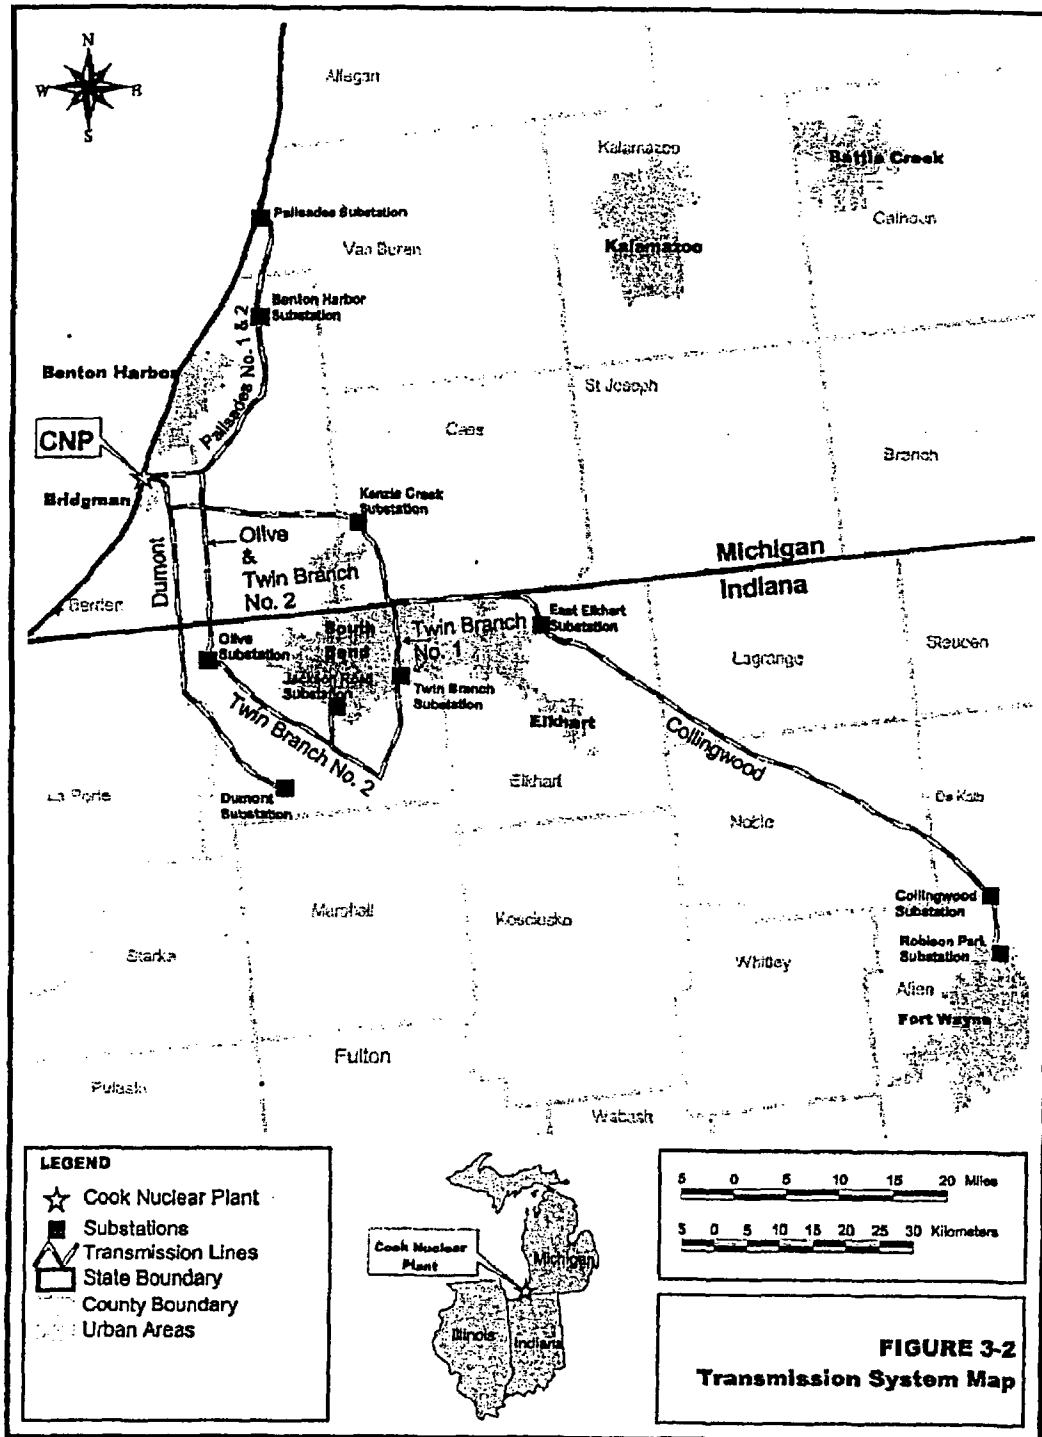 N
W E
S
Allegan
Kalamazoo
Battle Creek
Calhoun
Palisades Substation
Van Buren
Kalamazoo
Benton Harbor
Substation
Palisades No. 1 & 2
Benton Harbor
St Joseph
Cass
CNP
Branch
Bridgman
Kenzie Creek
Substation
Olive
&
Twin Branch
No. 2
Dumont
Michigan
Indiana
Berrien
East Elkhart
Substation
South
Bend
Twin Branch
No. 1
Olive
Substation
Lagrange
Steuben
Jackson Road
Substation
Twin Branch
Substation
Elkhart
Twin Branch No. 2
Collingwood
La Porte
Elkhart
Dumont
Substation
De Kalb
Noble
Collingwood
Substation
Marshall
Kosciusko
Robison Park
Substation
Starke
Whitley
Allen
Fort Wayne
Fulton
Pulaski
Wabash
LEGEND
Cook Nuclear Plant
Substations
Transmission Lines
State Boundary
County Boundary
Urban Areas
Cook Nuclear
Plant
Michigan
Illinois
Indiana
5 0 5 10 15 20 Miles
5 0 5 10 15 20 25 30 Kilometers
FIGURE 3-2
Transmission System Map